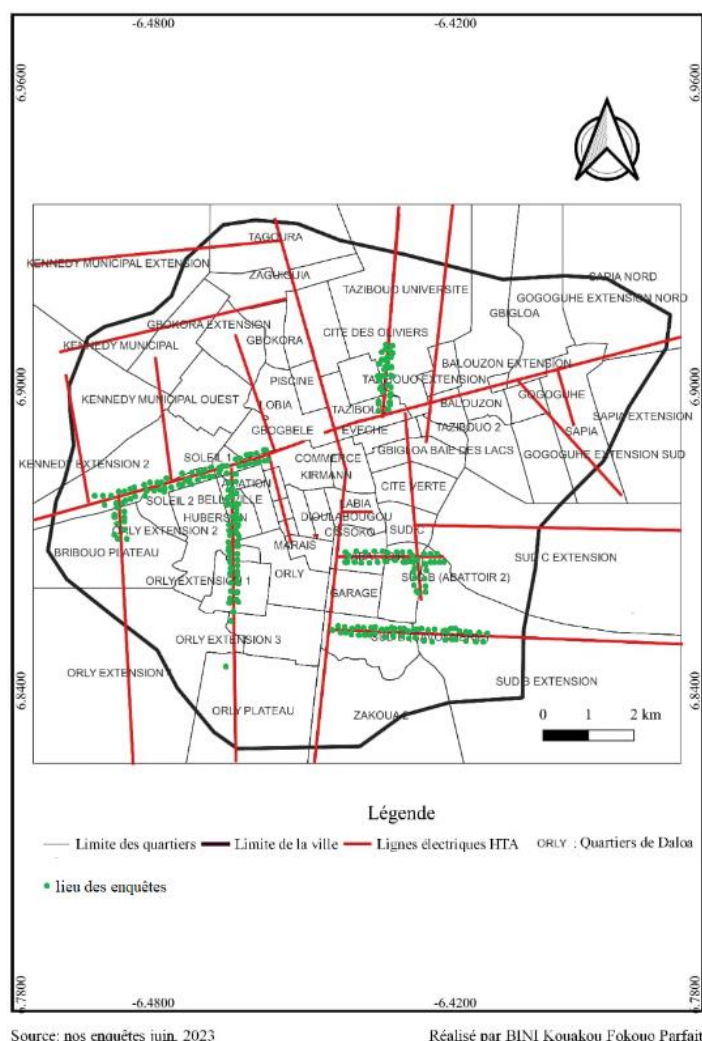 -6.4800 -6.4200
6.9600 6.9600
TAGOURA
KENNEDY MUNICIPAL EXTENSION
ZAGUIGUIA
SAPIA NORD
TAZIBOUO UNIVERSITE
GOGOGUHE EXTENSION NORD
GBIGLOA
GBOKORA EXTENSION
CITE DES OLIVIERS
KENNEDY MUNICIPAL
GBOKORA
BALOUZON EXTENSION
6.9000 6.9000
PISCINE
TAZIBOUO EXTENSION
KENNEDY MUNICIPAL OUEST
GOGOGUHE
LOBIA
BALOUZON
TAZIBOU
SAPIA EXTENSION
GBOGBELE
EVECHE
TAZIBOUO 2
SAPIA
GBIGLOA BAIE DES LACS
GOGOGUHE EXTENSION SUD
SOLEIL 1
COMMERCE
KENNEDY EXTENSION 2
KIRMANN
CITE VERTE
SOLEIL 2
BELLEVILLE
LABIA
HUBERSON
DIOULABOUGOU
ORLY EXTENSION 2
CISSOKO
SUD C
MARAIS
BRIBOUO PLATEAU
SUD C EXTENSION
ORLY EXTENSION 1
ORLY
SUD B (ABATTOIR 2)
GARAGE
ORLY EXTENSION 3
ORLY EXTENSION
SUD B EXTENSION
6.8400 6.8400
ORLY PLATEAU
ZAKOUA 2
0 1 2 km
Légende
Limite des quartiers Limite de la ville Lignes électriques HTA ORLY : Quartiers de Daloa
lieu des enquêtes
6.7800 6.7800
-6.4800 -6.4200
Source: nos enquêtes juin, 2023 Réalisé par BINI Kouakou Fokouo Parfait